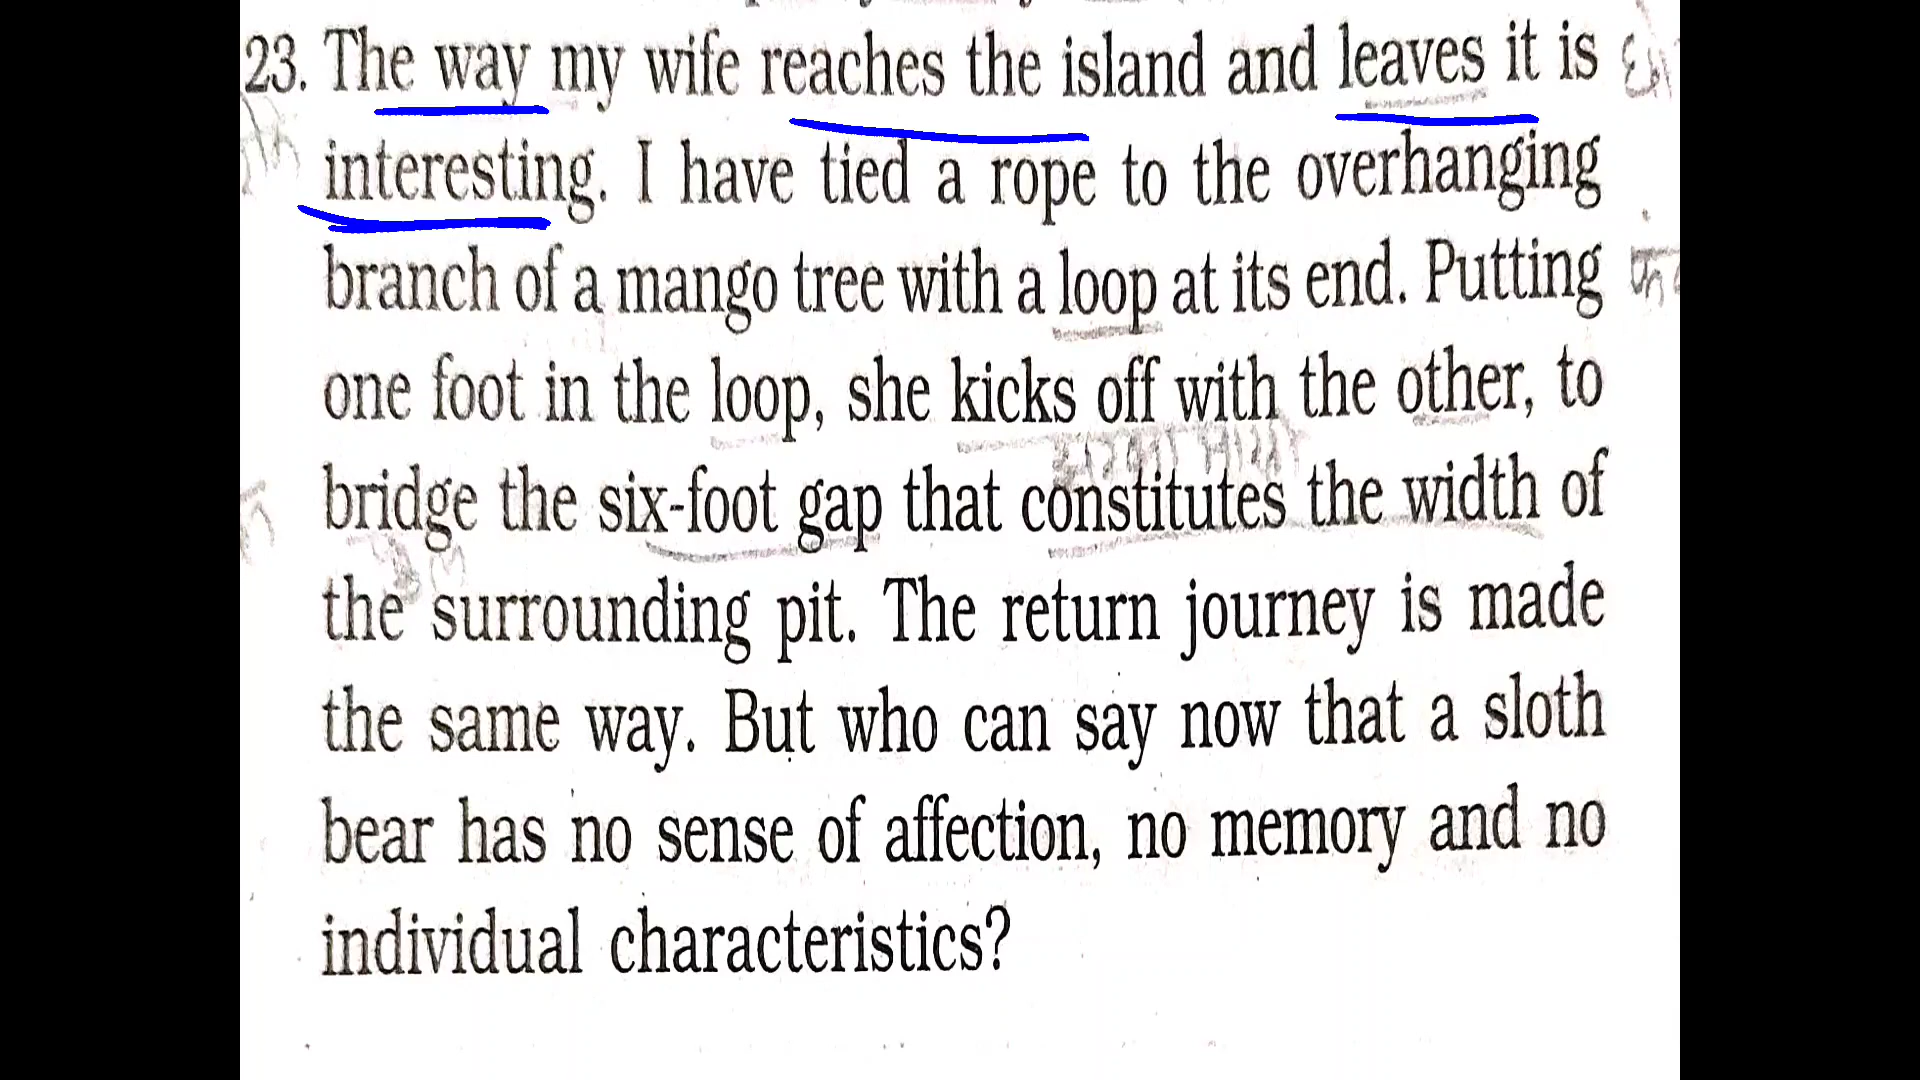 23. The way my wife reaches the island and leaves it is
interesting. I have tied a rope to the overhanging
branch of a mango tree with a loop at its end. Putting
one foot in the loop, she kicks off with the other, to
bridge the six-foot gap that constitutes the width of
the surrounding pit. The return journey is made
the same way. But who can say now that a sloth
bear has no sense of affection, no memory and no
individual characteristics?